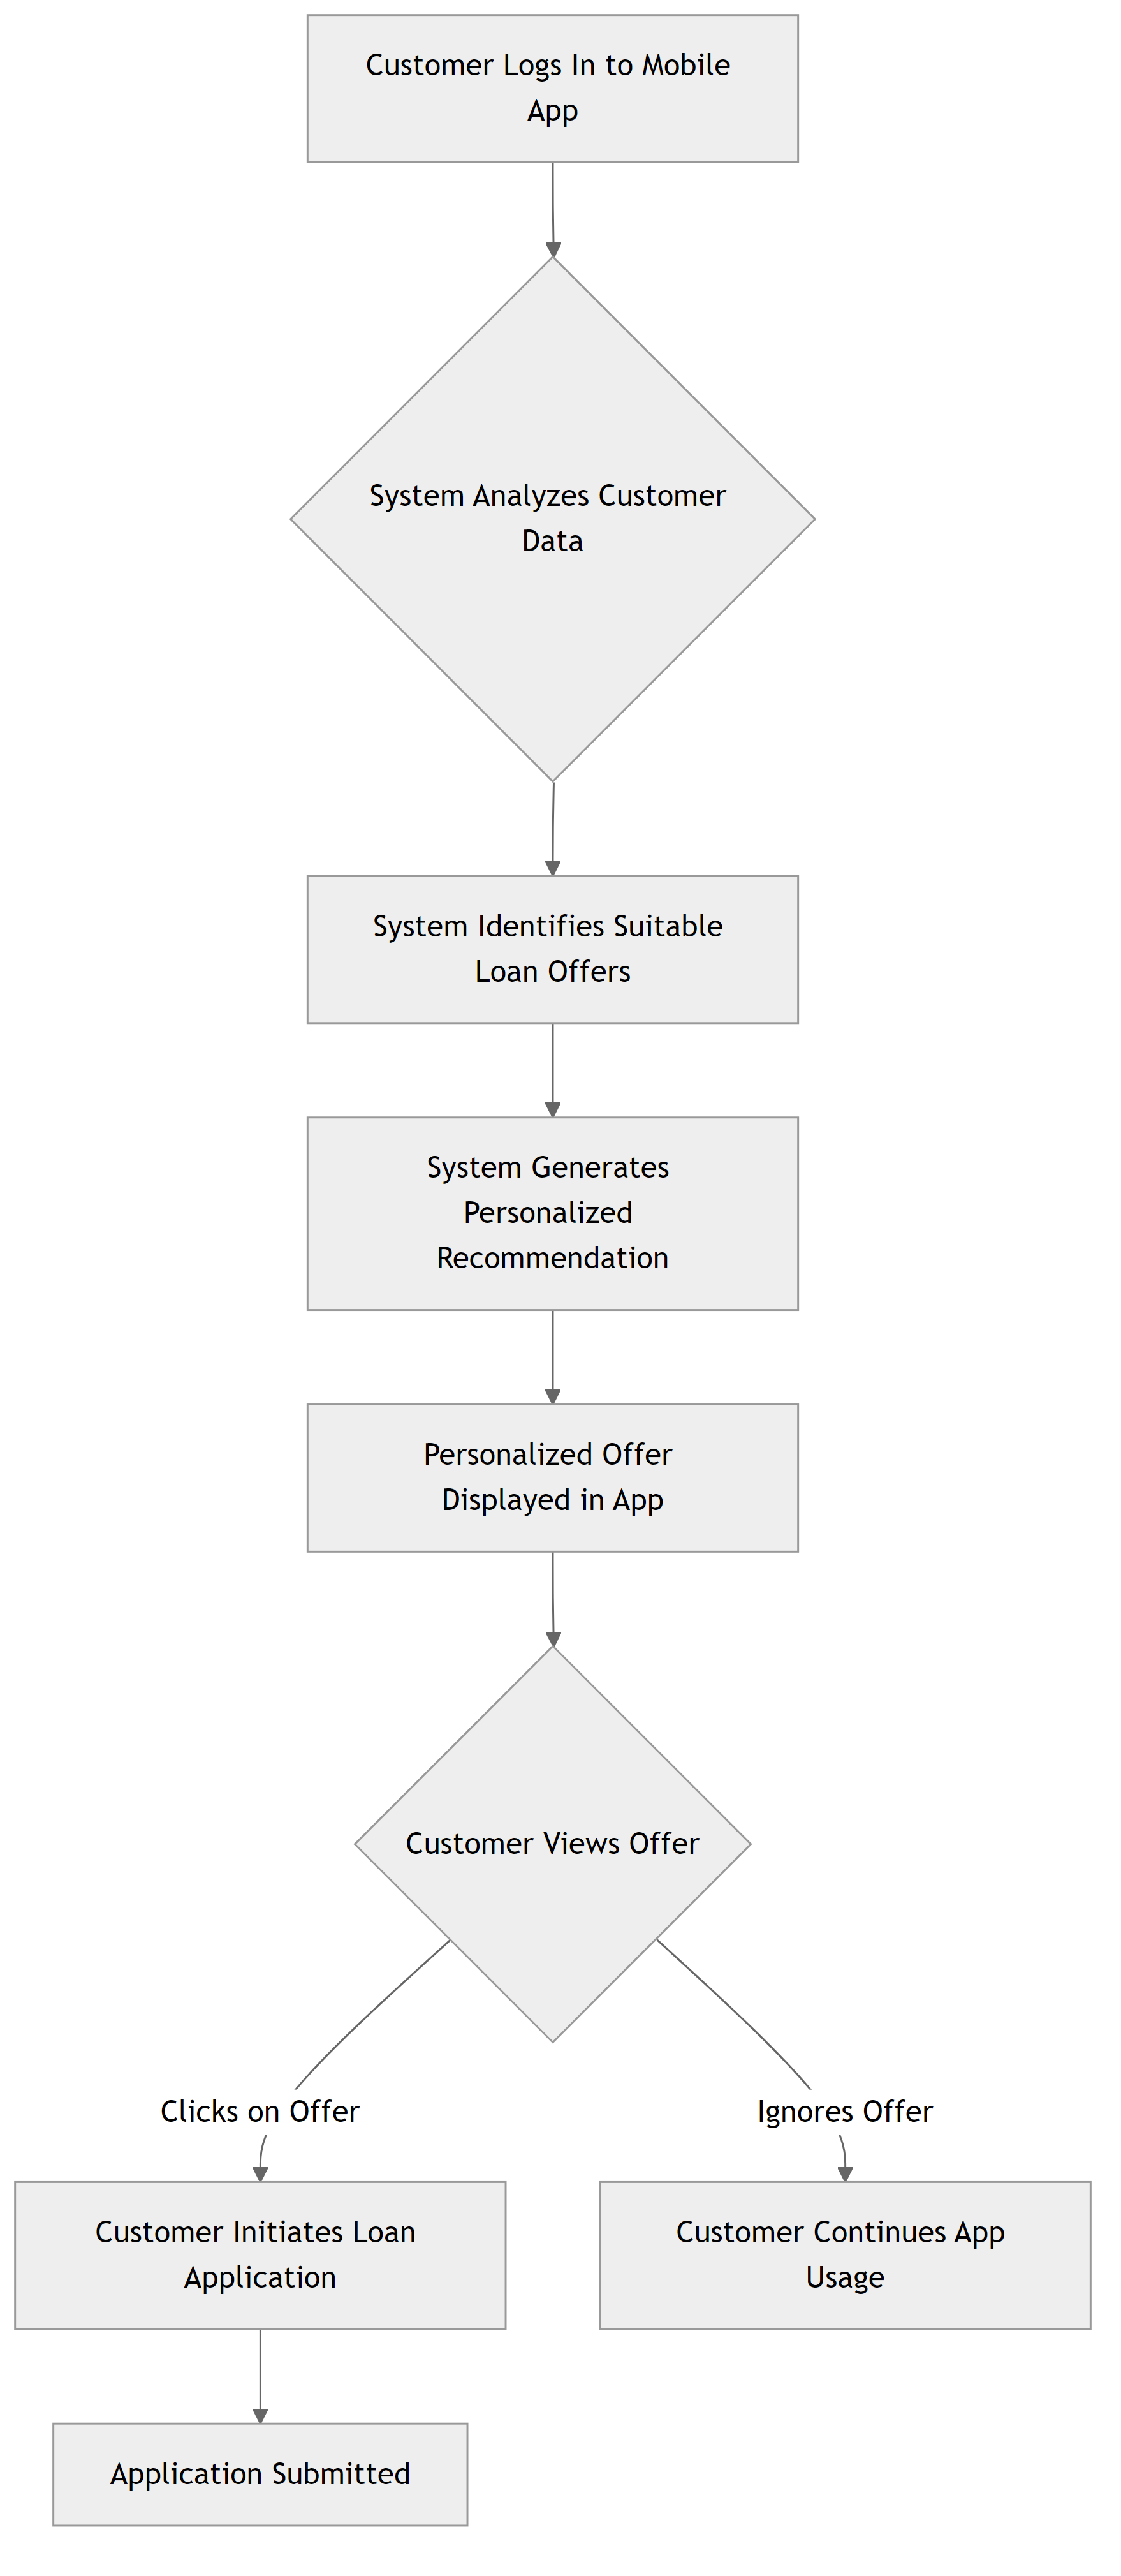 Customer Logs In to Mobile
App
System Analyzes Customer
Data
System Identifies Suitable
Loan Offers
System Generates
Personalized
Recommendation
Personalized Offer
Displayed in App
Customer Views Offer
Clicks on Offer
Ignores Offer
Customer Initiates Loan
Application
Customer Continues App
Usage
Application Submitted